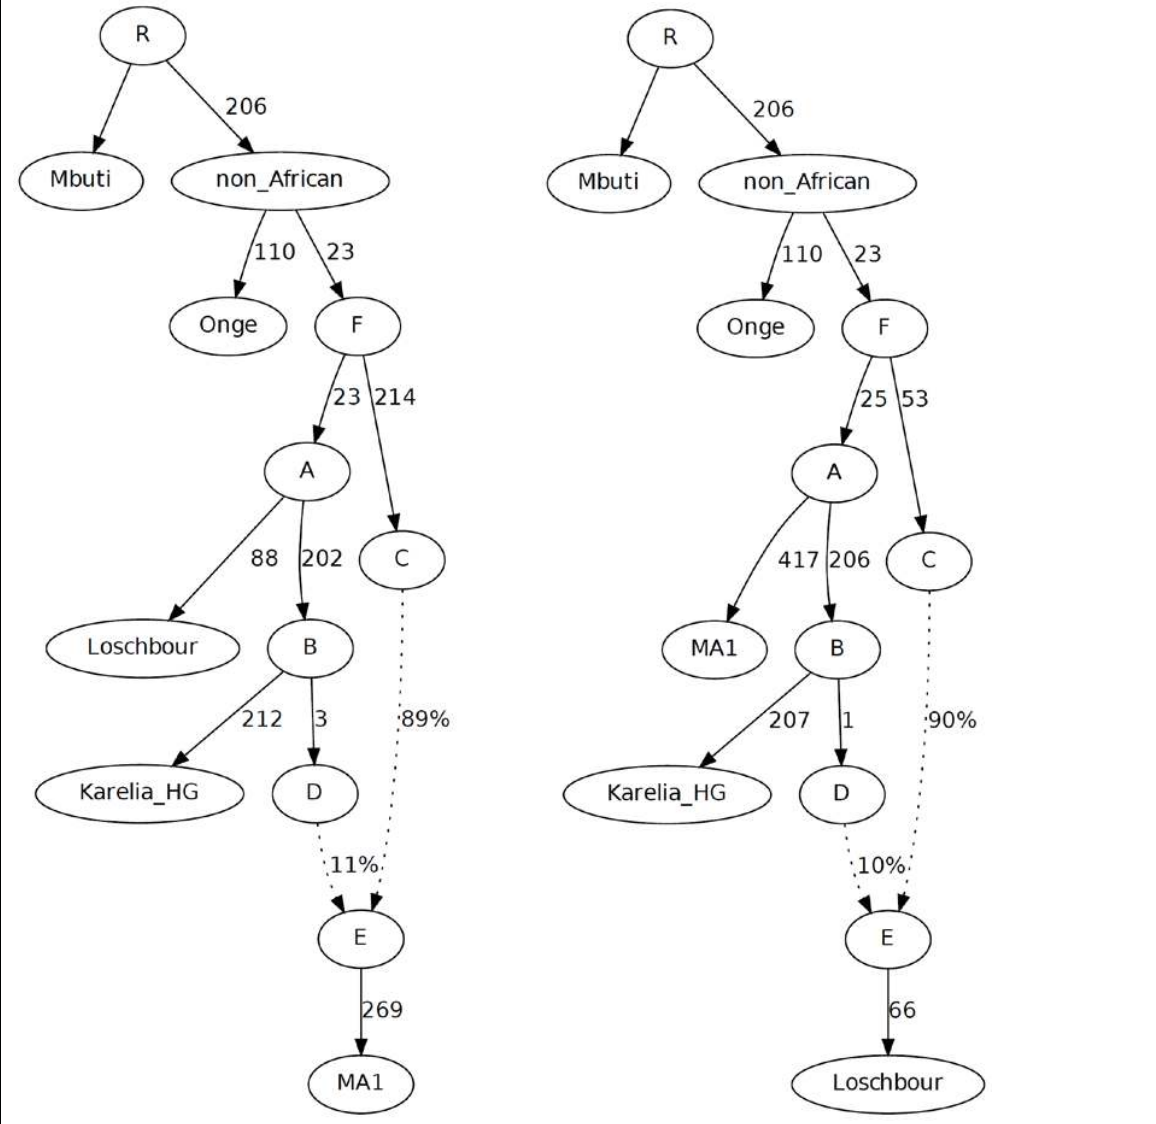 R
206
Mbuti
non_African
110
23
Onge
F
23
214
A
88
202
C
Loschbour
B
212
3
89%
Karelia_HG
D
11%
E
269
MA1
R
206
Mbuti
non_African
110
23
Onge
F
25
53
A
417
206
C
MA1
B
207
1
90%
Karelia_HG
D
10%
E
66
Loschbour